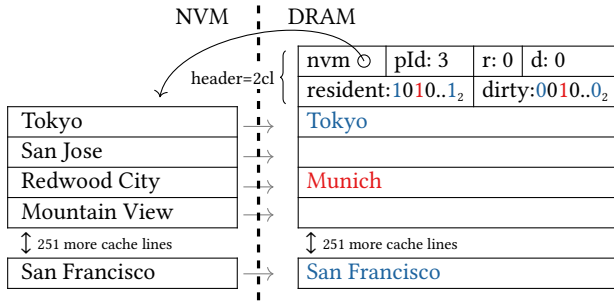 NVM DRAM
nvm pId: 3 r: 0 d: 0
header=2cl
resident:1010..1₂ dirty:0010..0₂
Tokyo Tokyo
San Jose
Redwood City Munich
Mountain View
251 more cache lines 251 more cache lines
San Francisco San Francisco